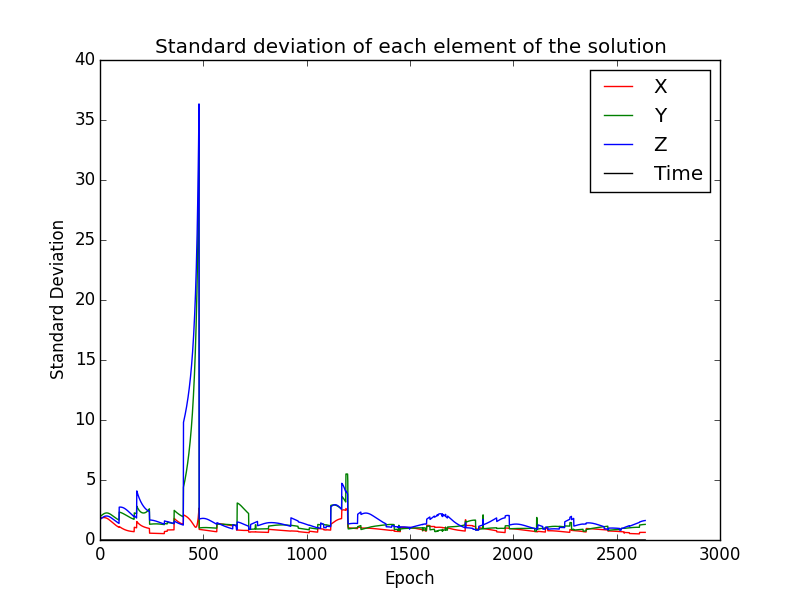 Standard deviation of each element of the solution
40
35
30
25
20
15
10
5
0
Standard Deviation
X
Y
Z
Time
0 500 1000 1500 2000 2500 3000
Epoch